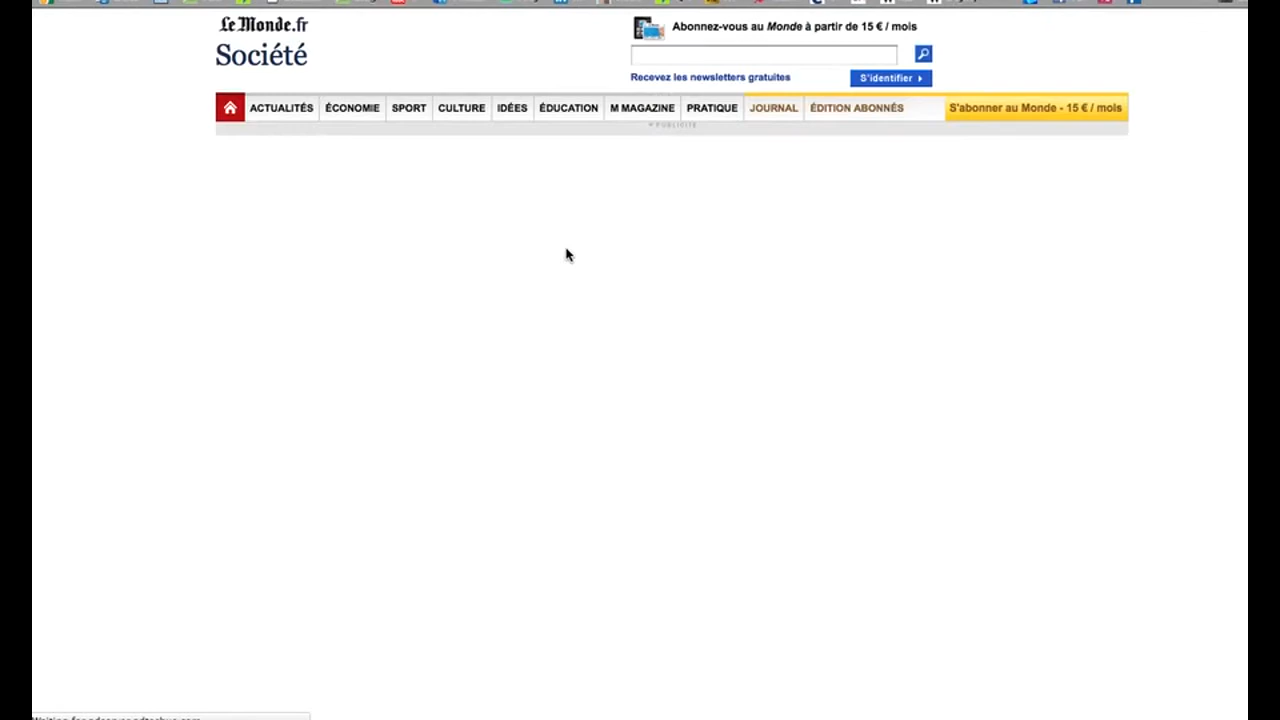 Le Monde.fr
Société
Abonnez-vous au Monde à partir de 15 € / mois
Recevez les newsletters gratuites
S'identifier
ACTUALITÉS ÉCONOMIE SPORT CULTURE IDÉES ÉDUCATION M MAGAZINE PRATIQUE JOURNAL ÉDITION ABONNÉS S'abonner au Monde - 15 € / mois
PUBLICITÉ